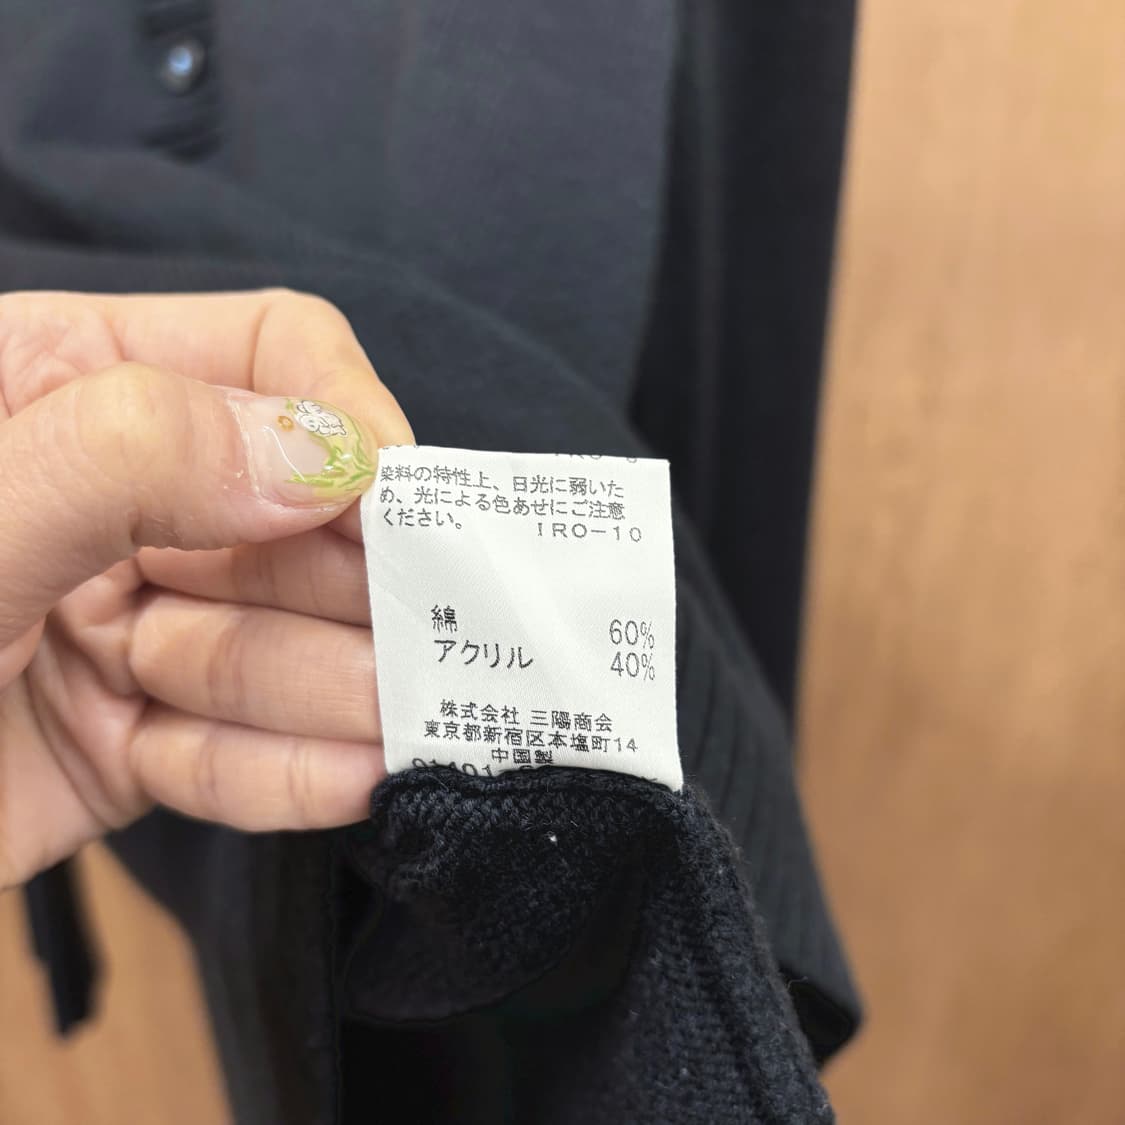 染料の特性上、日光に弱いた
め、光による色あせにご注意
ください。 IRO-10
綿 60%
アクリル 40%
株式会社 三陽商会
東京都新宿区本塩町14
中国製